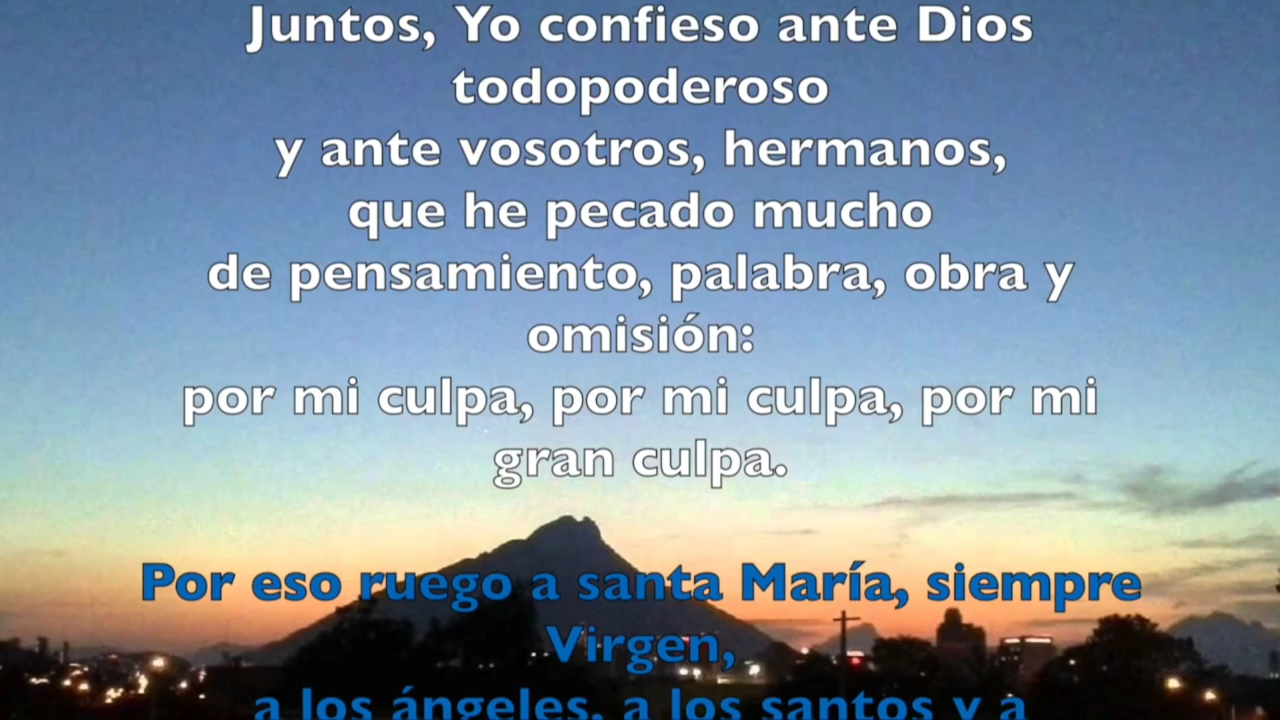 Juntos, Yo confieso ante Dios
todopoderoso
y ante vosotros, hermanos,
que he pecado mucho
de pensamiento, palabra, obra y
omisión:
por mi culpa, por mi culpa, por mi
gran culpa.
Por eso ruego a santa María, siempre
Virgen,
a los ángeles, a los santos y a